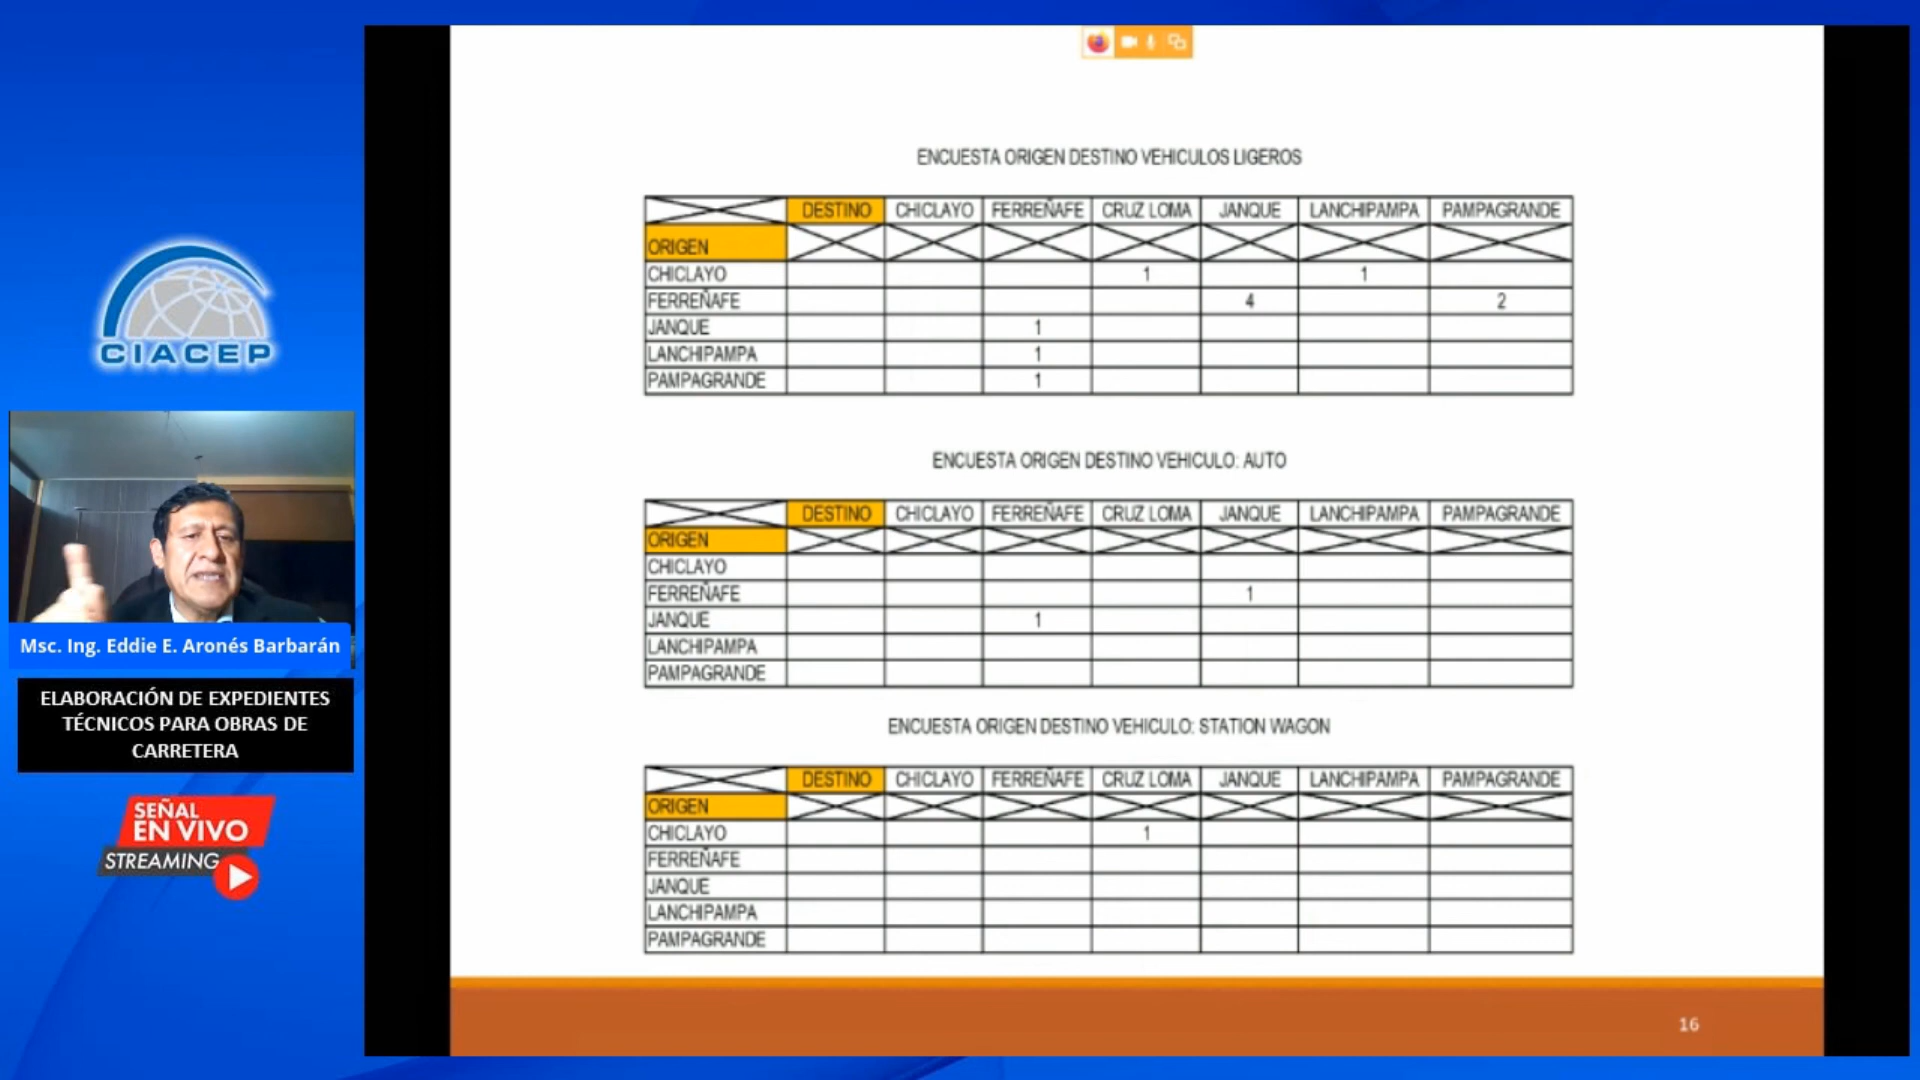 CIACEP
Msc. Ing. Eddie E. Aronés Barbarán
ELABORACIÓN DE EXPEDIENTES
TÉCNICOS PARA OBRAS DE
CARRETERA
SEÑAL
EN VIVO
STREAMING
ENCUESTA ORIGEN DESTINO VEHICULOS LIGEROS
DESTINO CHICLAYO FERREÑAFE CRUZ LOMA JANQUE LANCHIPAMPA PAMPAGRANDE
ORIGEN
CHICLAYO 1 1
FERREÑAFE 4 2
JANQUE 1
LANCHIPAMPA 1
PAMPAGRANDE 1
ENCUESTA ORIGEN DESTINO VEHICULO: AUTO
DESTINO CHICLAYO FERREÑAFE CRUZ LOMA JANQUE LANCHIPAMPA PAMPAGRANDE
ORIGEN
CHICLAYO
FERREÑAFE 1
JANQUE 1
LANCHIPAMPA
PAMPAGRANDE
ENCUESTA ORIGEN DESTINO VEHICULO: STATION WAGON
DESTINO CHICLAYO FERREÑAFE CRUZ LOMA JANQUE LANCHIPAMPA PAMPAGRANDE
ORIGEN
CHICLAYO 1
FERREÑAFE
JANQUE
LANCHIPAMPA
PAMPAGRANDE
16